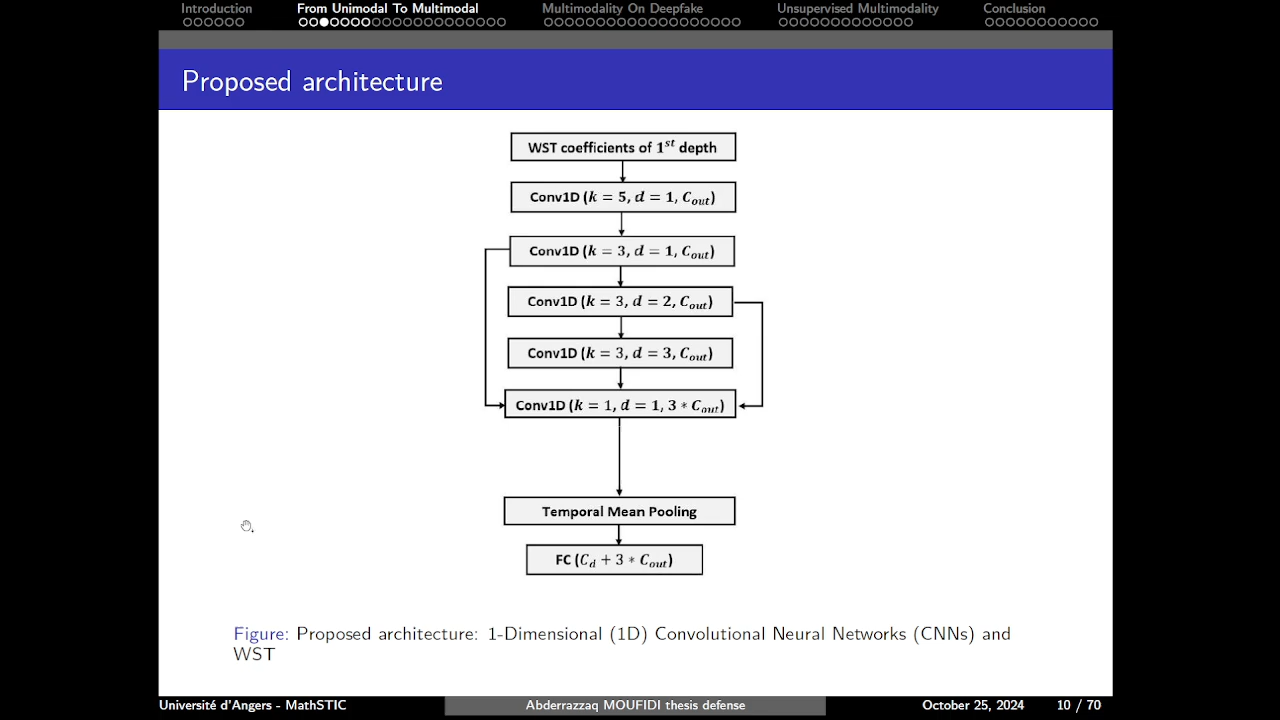 Introduction From Unimodal To Multimodal Multimodality On Deepfake Unsupervised Multimodality Conclusion
Proposed architecture
WST coefficients of 1st depth
Conv1D (k = 5, d = 1, Cout)
Conv1D (k = 3, d = 1, Cout)
Conv1D (k = 3, d = 2, Cout)
Conv1D (k = 3, d = 3, Cout)
Conv1D (k = 1, d = 1, 3 * Cout)
Temporal Mean Pooling
FC (Cd + 3 * Cout)
Figure: Proposed architecture: 1-Dimensional (1D) Convolutional Neural Networks (CNNs) and
WST
Université d'Angers - MathSTIC Abderrazzaq MOUFIDI thesis defense October 25, 2024 10 / 70